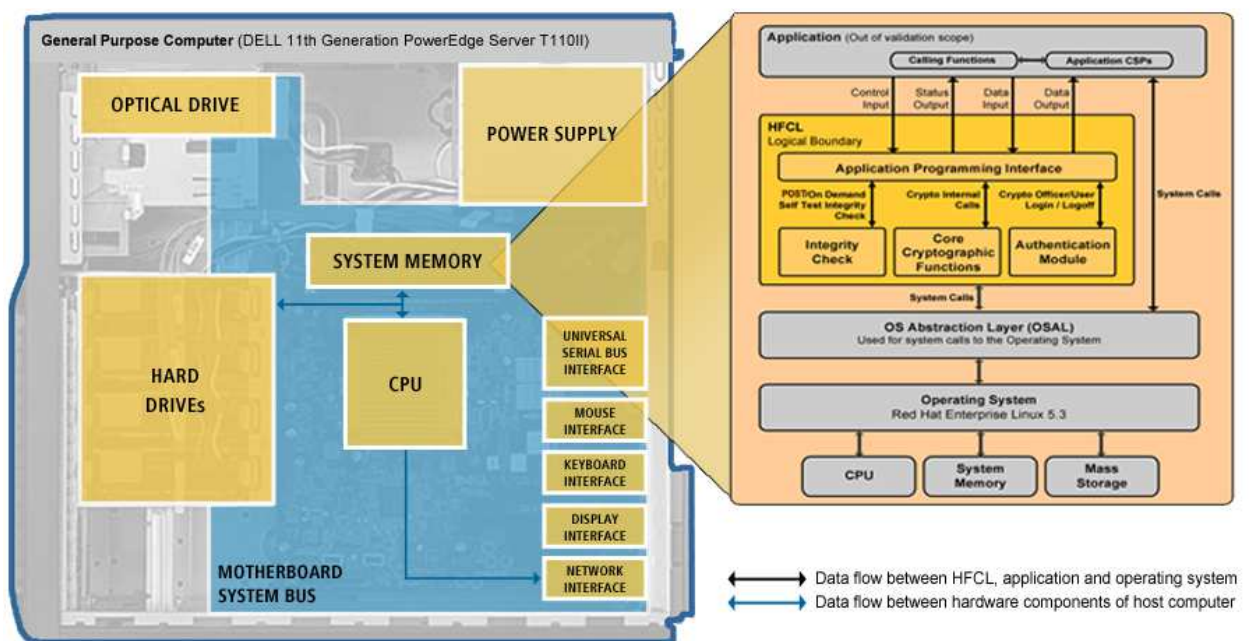 General Purpose Computer (DELL 11th Generation PowerEdge Server T110II)
OPTICAL DRIVE
POWER SUPPLY
SYSTEM MEMORY
HARD
DRIVEs
CPU
UNIVERSAL
SERIAL BUS
INTERFACE
MOUSE
INTERFACE
KEYBOARD
INTERFACE
DISPLAY
INTERFACE
NETWORK
INTERFACE
MOTHERBOARD
SYSTEM BUS
Application (Out of validation scope)
Calling Functions
Application CSPs
Control
Input
Status
Output
Data
Input
Data
Output
HFCL
Logical Boundary
Application Programming Interface
POST/On Demand
Self Test Integrity
Check
Crypto Internal
Calls
Crypto Officer/User
Login / Logoff
System Calls
Integrity
Check
Core
Cryptographic
Functions
Authentication
Module
System Calls
OS Abstraction Layer (OSAL)
Used for system calls to the Operating System
Operating System
Red Hat Enterprise Linux 5.3
CPU
System
Memory
Mass
Storage
Data flow between HFCL, application and operating system
Data flow between hardware components of host computer